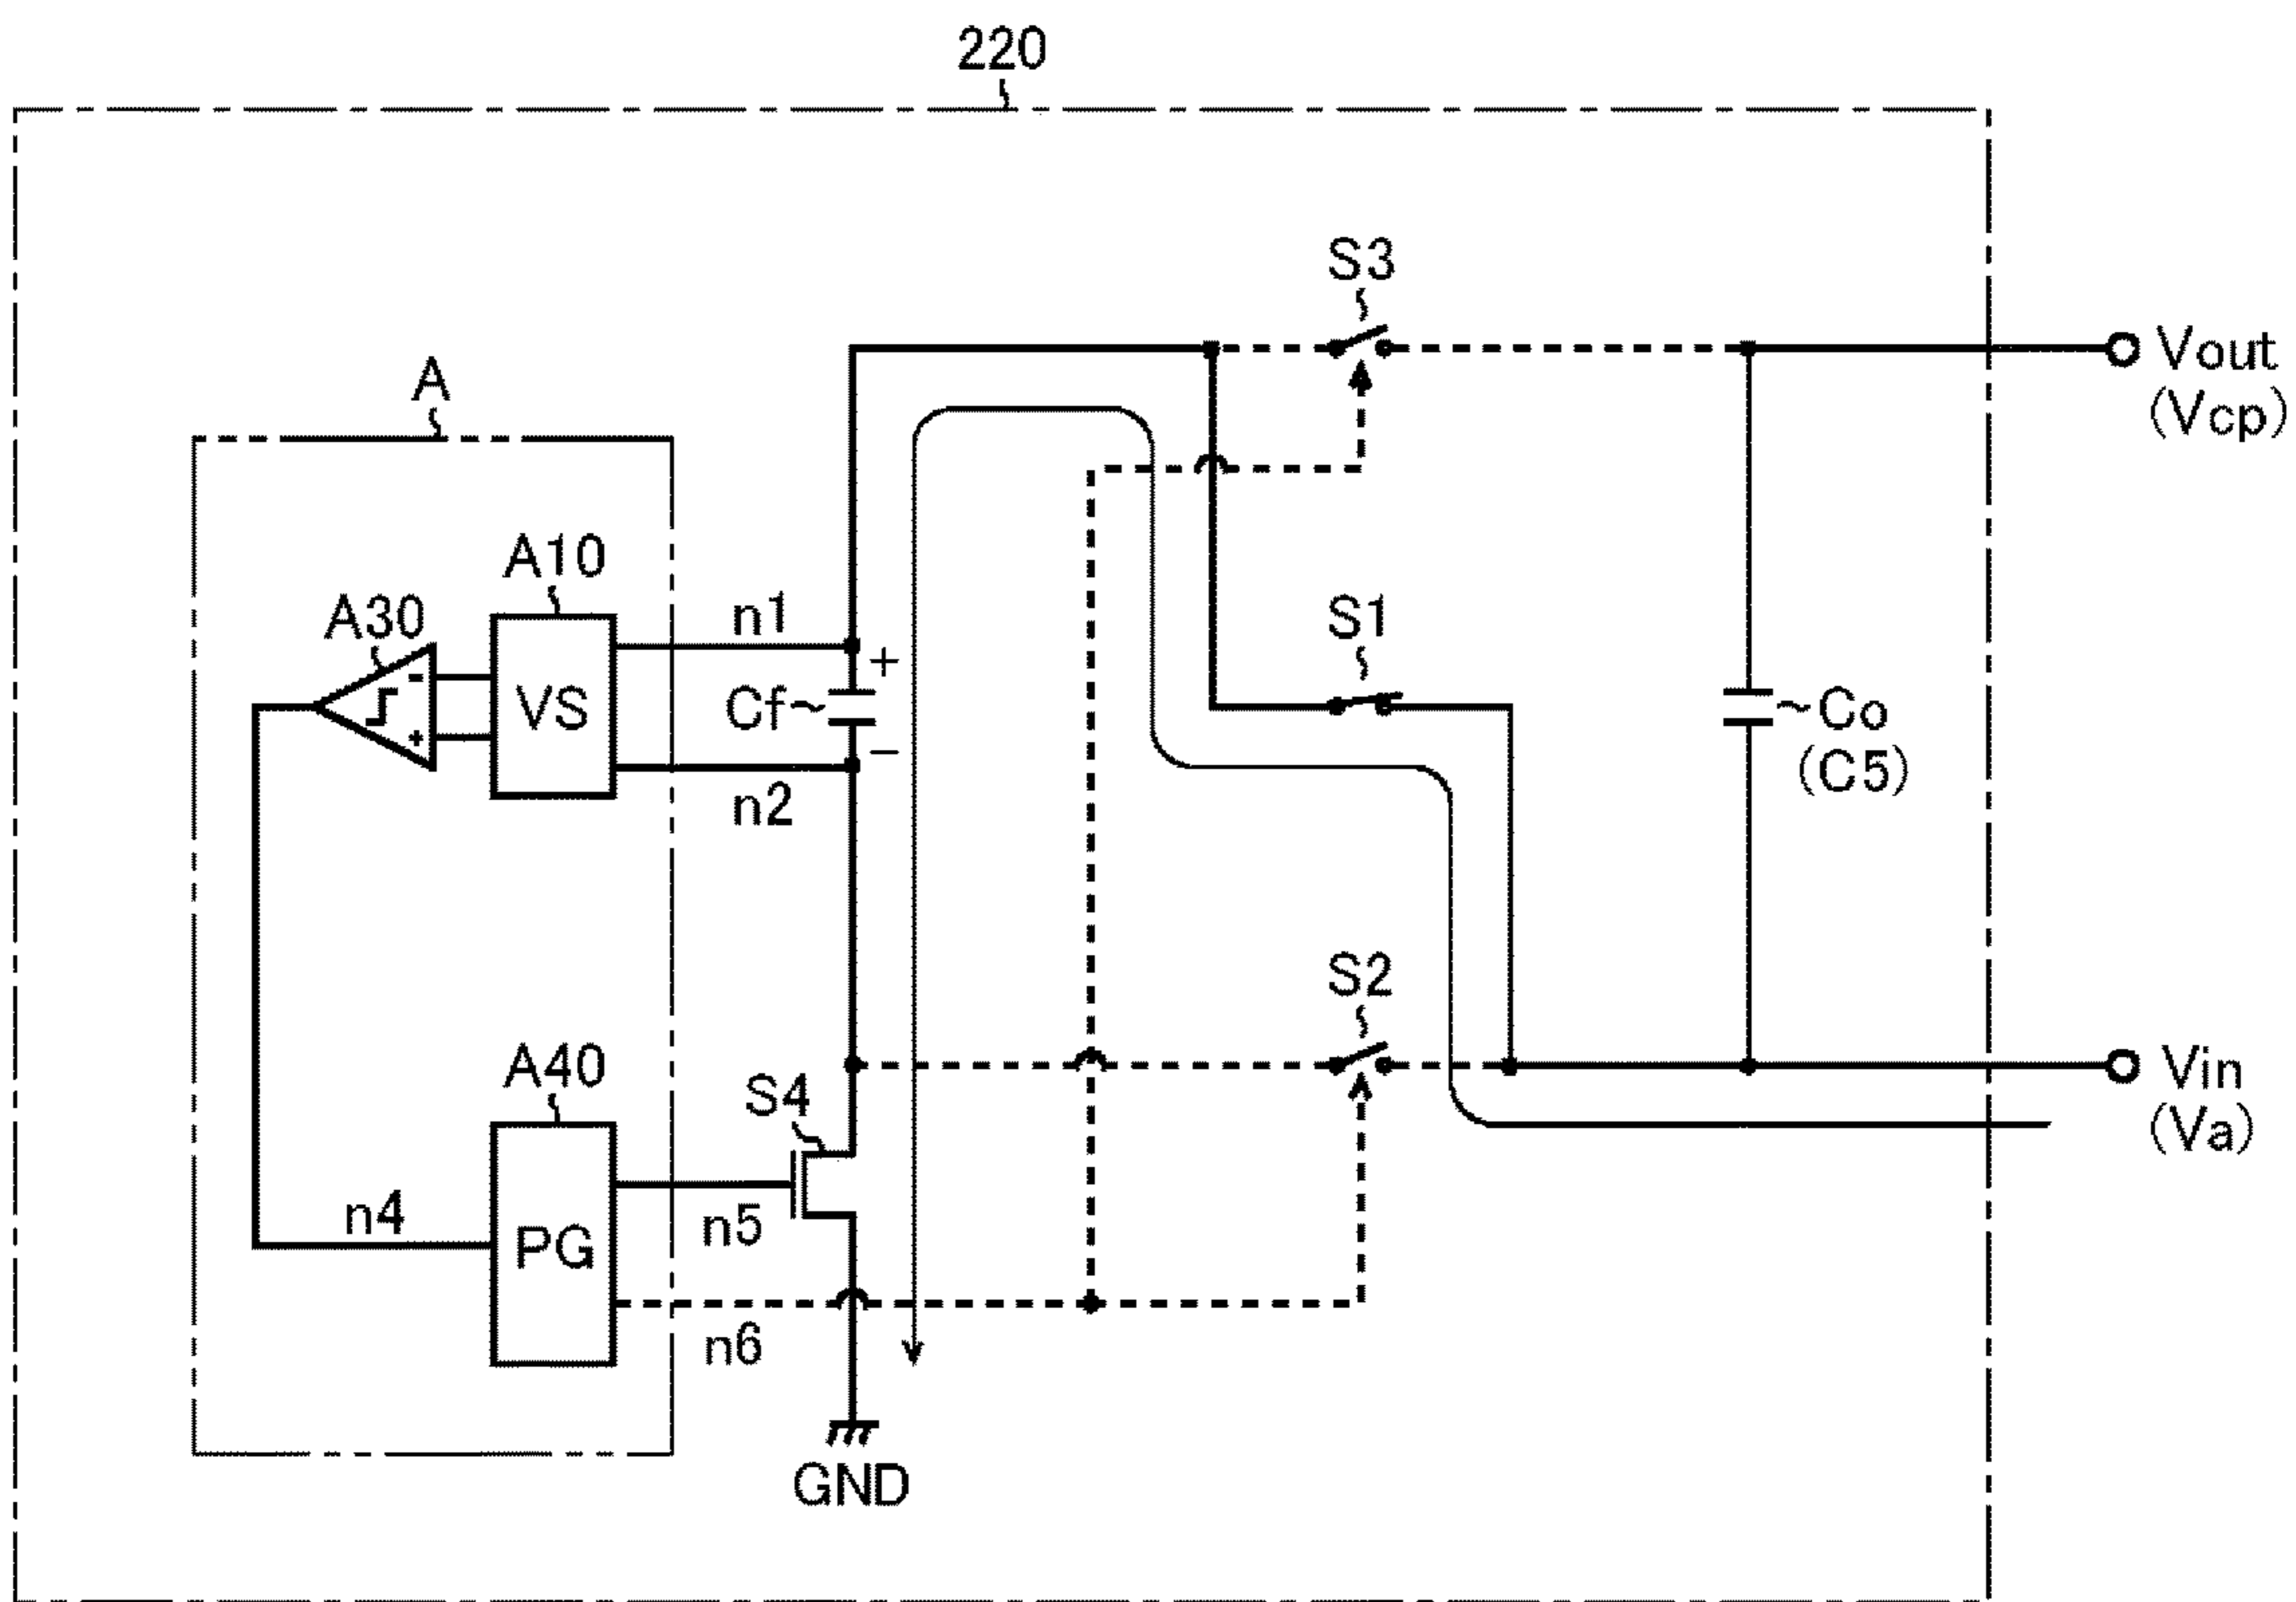 220
S3
Vout
(Vcp)
A
A10
A30
n1
S1
+
-
VS
Cf
+
−
Co
(C5)
n2
S2
A40
S4
Vin
(Va)
n4
PG
n5
n6
GND